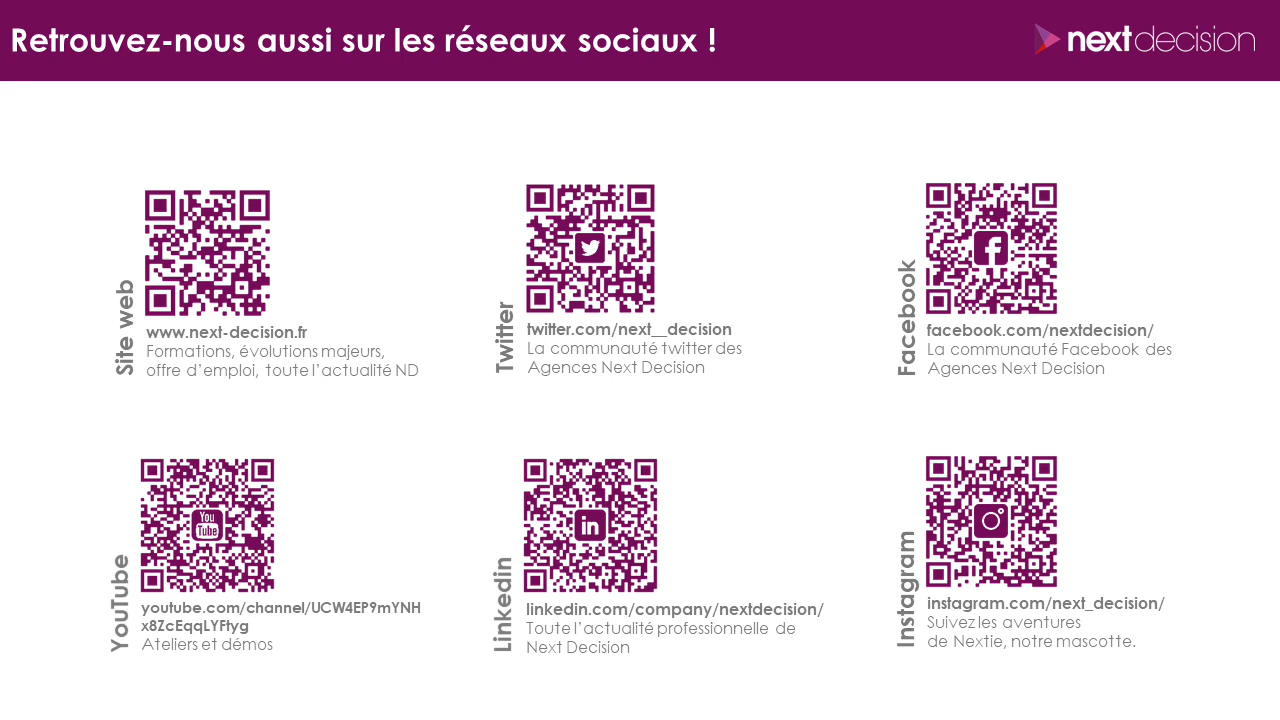 Retrouvez-nous aussi sur les réseaux sociaux !
nextdecision
Site web
www.next-decision.fr
Formations, évolutions majeurs,
offre d’emploi, toute l’actualité ND
Twitter
twitter.com/next__decision
La communauté twitter des
Agences Next Decision
Facebook
facebook.com/nextdecision/
La communauté Facebook des
Agences Next Decision
YouTube
You
Tube
youtube.com/channel/UCW4EP9mYNH
x8ZcEqqLYFtyg
Ateliers et démos
Linkedin
in
linkedin.com/company/nextdecision/
Toute l’actualité professionnelle de
Next Decision
Instagram
instagram.com/next_decision/
Suivez les aventures
de Nextie, notre mascotte.